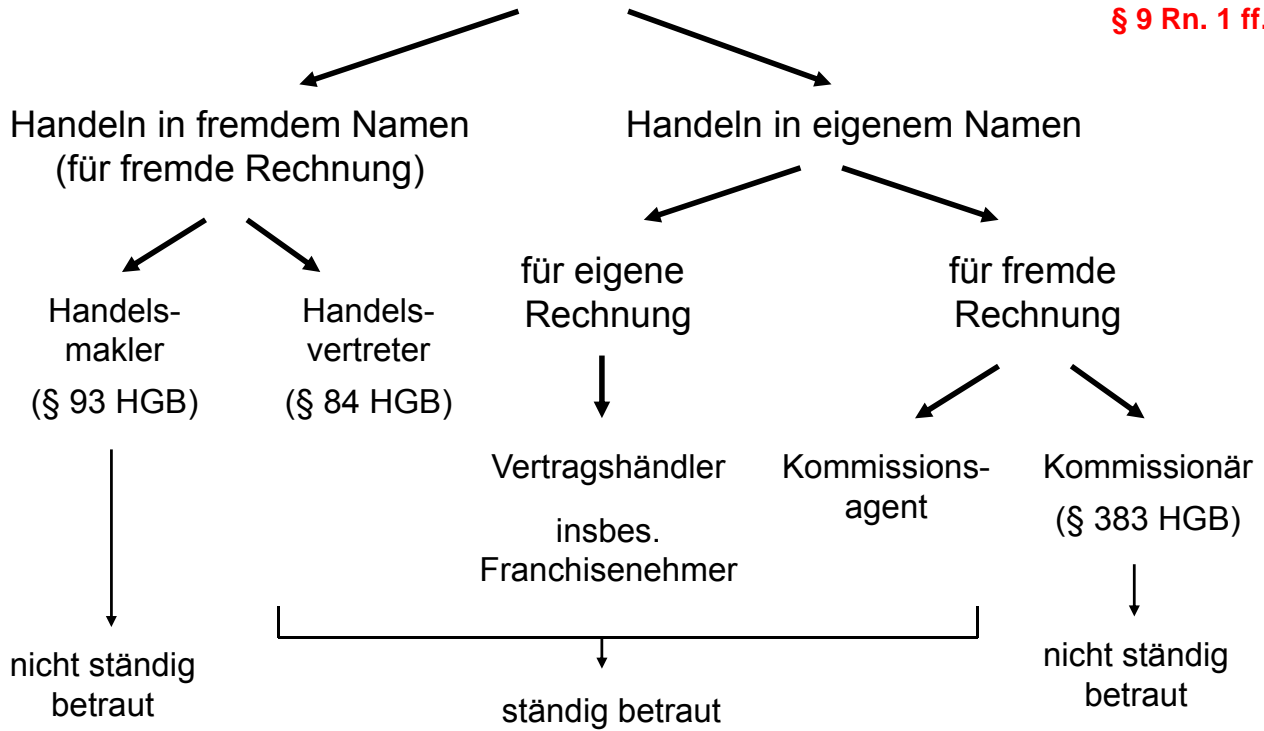 § 9 Rn. 1 ff.
Handeln in fremdem Namen
(für fremde Rechnung)
Handeln in eigenem Namen
für eigene
Rechnung
für fremde
Rechnung
Handels-
makler
(§ 93 HGB)
Handels-
vertreter
(§ 84 HGB)
Vertragshändler
insbes.
Franchisenehmer
Kommissions-
agent
Kommissionär
(§ 383 HGB)
nicht ständig
betraut
ständig betraut
nicht ständig
betraut